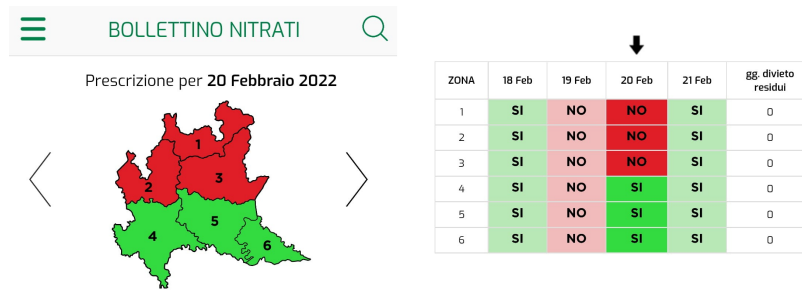 BOLLETTINO NITRATI
Prescrizione per 20 Febbraio 2022
1
2
3
4
5
6
ZONA 18 Feb 19 Feb 20 Feb 21 Feb gg. divieto residui
1 SI NO NO SI 0
2 SI NO NO SI 0
3 SI NO NO SI 0
4 SI NO SI SI 0
5 SI NO SI SI 0
6 SI NO SI SI 0